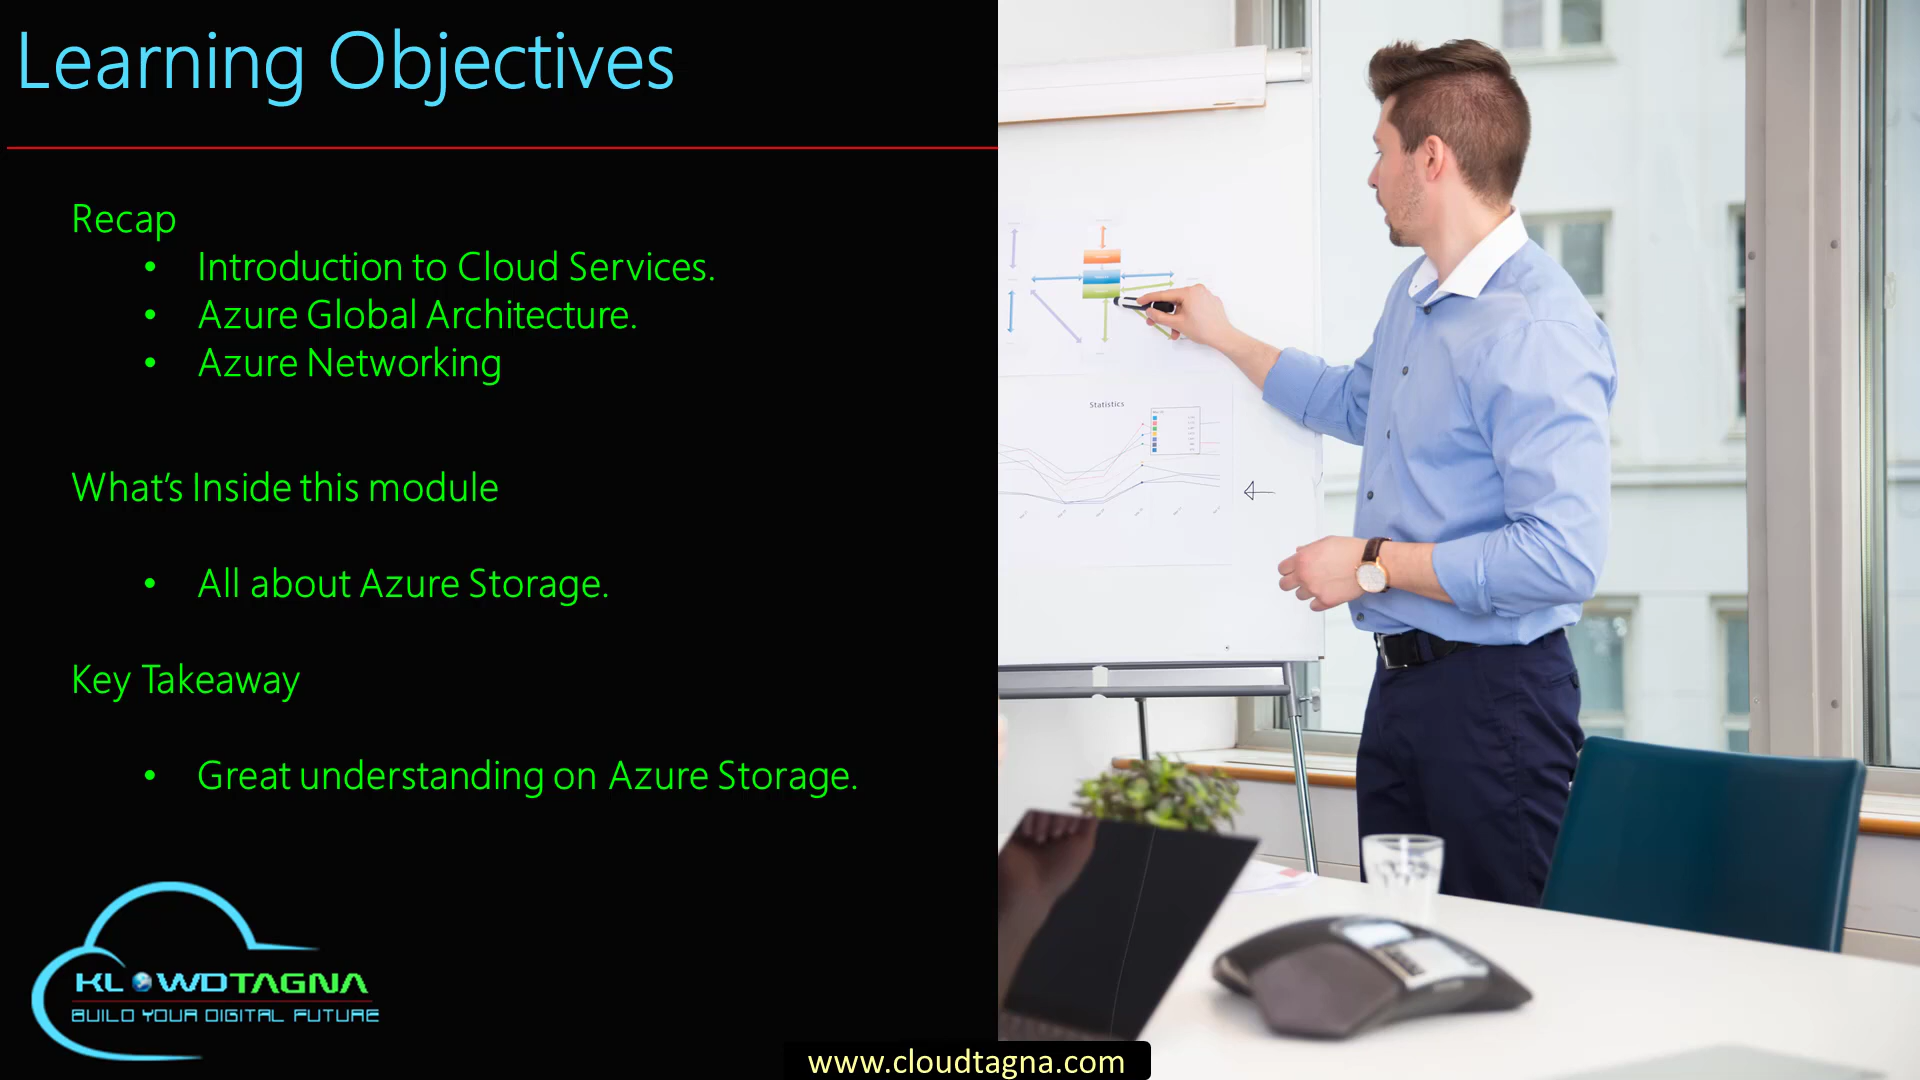 Learning Objectives
Recap
• Introduction to Cloud Services.
• Azure Global Architecture.
• Azure Networking
What's Inside this module
• All about Azure Storage.
Key Takeaway
• Great understanding on Azure Storage.
Statistics
KLOWDTAGNA
BUILD YOUR DIGITAL FUTURE
www.cloudtagna.com